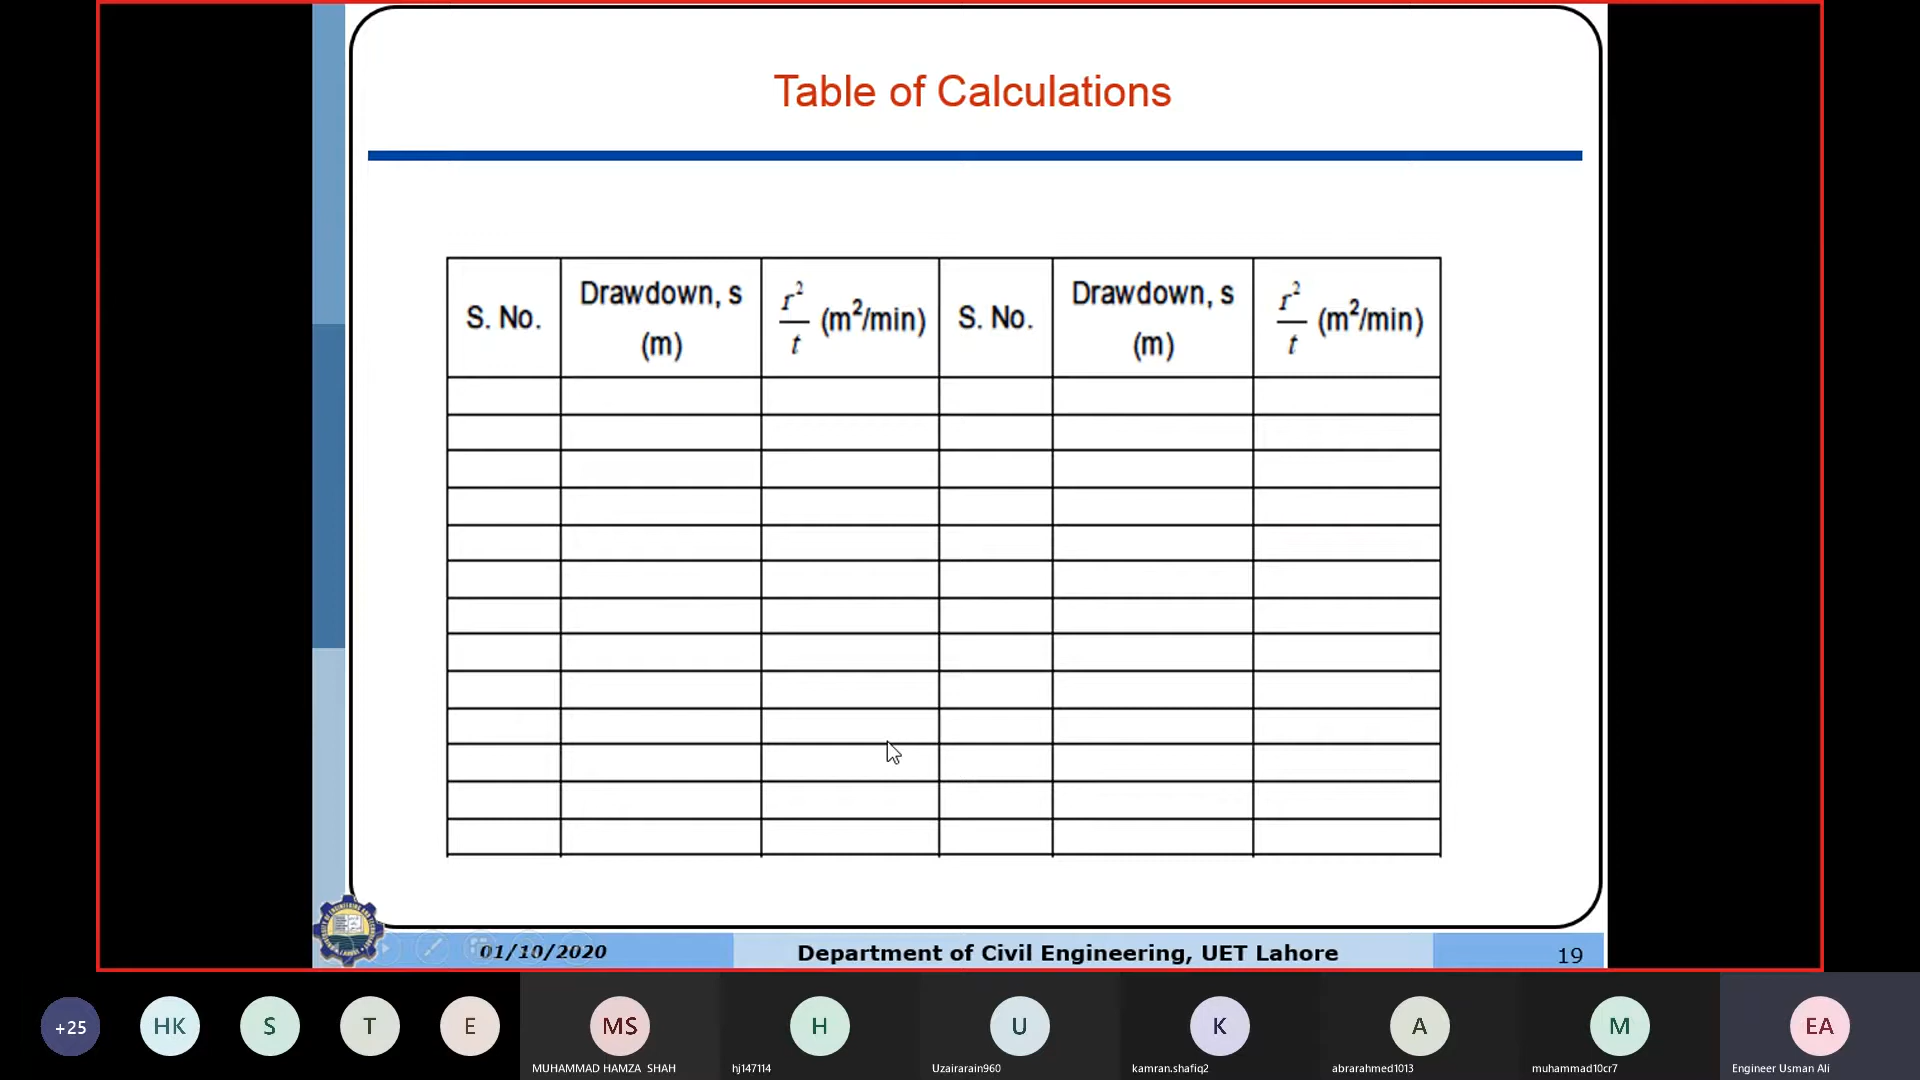 Table of Calculations
S. No.
Drawdown, s
(m)
r²/t (m²/min)
S. No.
Drawdown, s
(m)
r²/t (m²/min)
01/10/2020
Department of Civil Engineering, UET Lahore
19
+25
HK
S
T
E
MS
H
U
K
A
M
EA
MUHAMMAD HAMZA SHAH
hj147114
Uzairarain960
kamran.shafiq2
abrarahmed1013
muhammad10cr7
Engineer Usman Ali